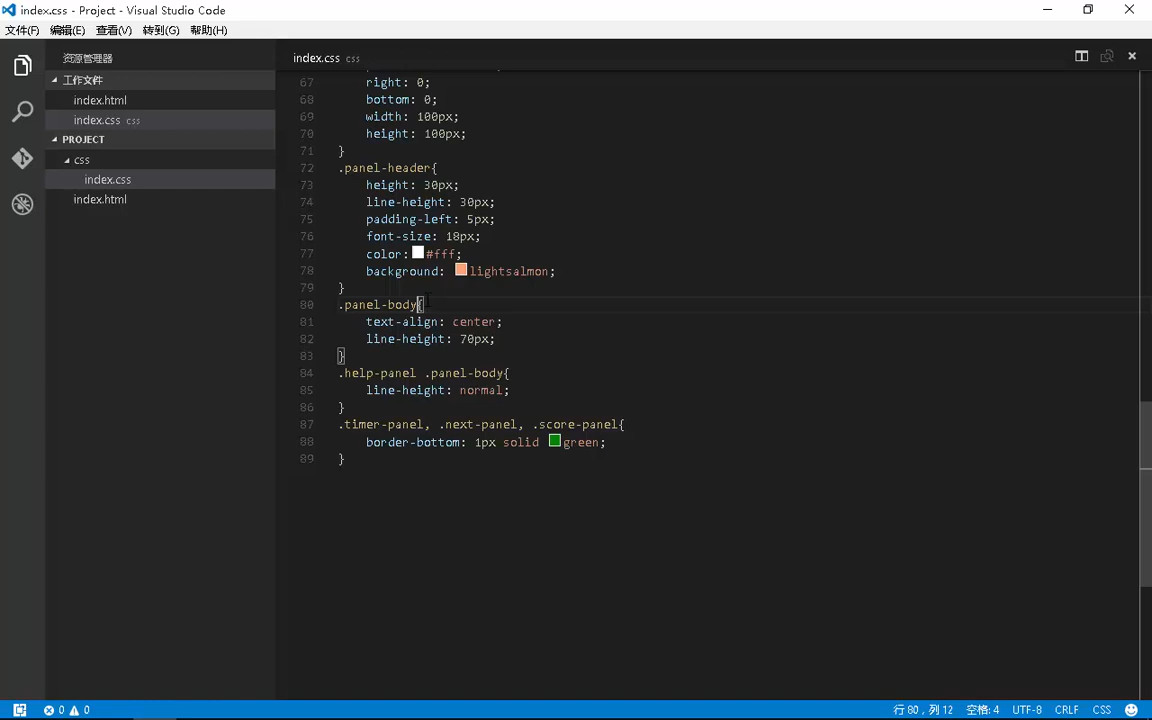 index.css - Project - Visual Studio Code
文件(F) 编辑(E) 查看(V) 转到(G) 帮助(H)
资源管理器
工作文件
index.html
index.css css
PROJECT
css
index.css
index.html
index.css css
67 right: 0;
68 bottom: 0;
69 width: 100px;
70 height: 100px;
71 }
72 .panel-header{
73 height: 30px;
74 line-height: 30px;
75 padding-left: 5px;
76 font-size: 18px;
77 color: #fff;
78 background: lightsalmon;
79 }
80 .panel-body{
81 text-align: center;
82 line-height: 70px;
83 }
84 .help-panel .panel-body{
85 line-height: normal;
86 }
87 .timer-panel, .next-panel, .score-panel{
88 border-bottom: 1px solid green;
89 }
0 0 行 80 , 列 12 空格: 4 UTF-8 CRLF CSS